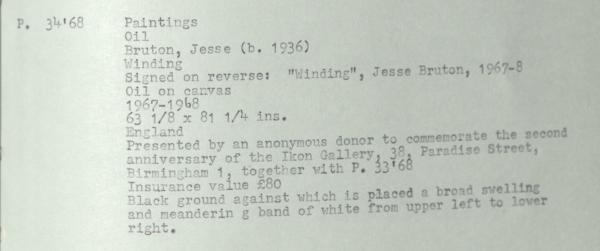 P. 34'68 Paintings
Oil
Bruton, Jesse (b. 1936)
Winding
Signed on reverse: "Winding", Jesse Bruton, 1967-8
Oil on canvas
1967-1968
63 1/8 x 81 1/4 ins.
England
Presented by an anonymous donor to commemorate the second
anniversary of the Ikon Gallery, 38, Paradise Street,
Birmingham 1, together with P. 33'68
Insurance value £80
Black ground against which is placed a broad swelling
and meanderin g band of white from upper left to lower
right.